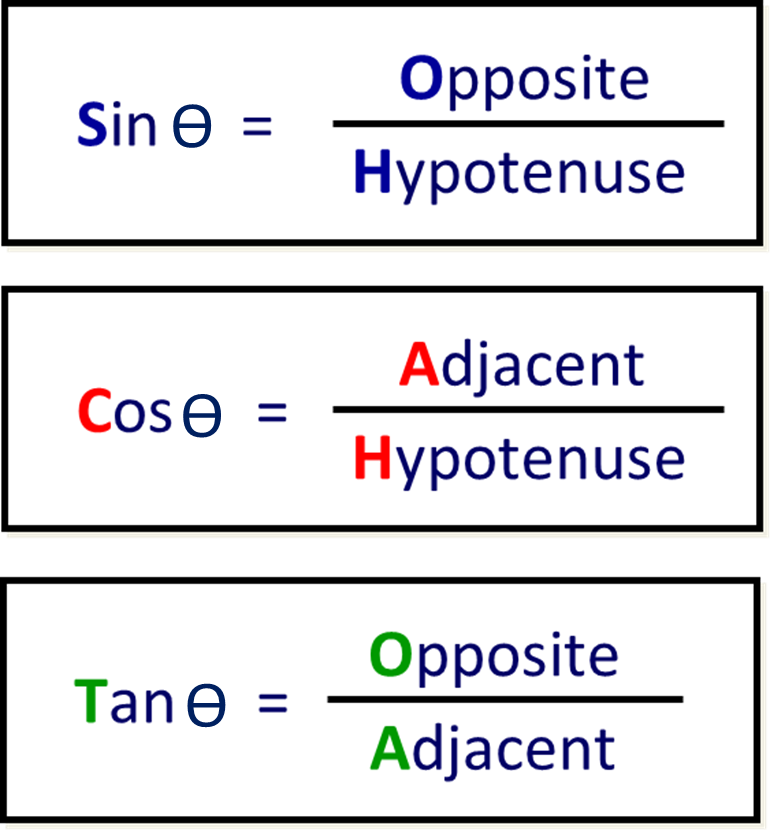 Sin Ɵ = Opposite
Hypotenuse
Cos Ɵ = Adjacent
Hypotenuse
Tan Ɵ = Opposite
Adjacent